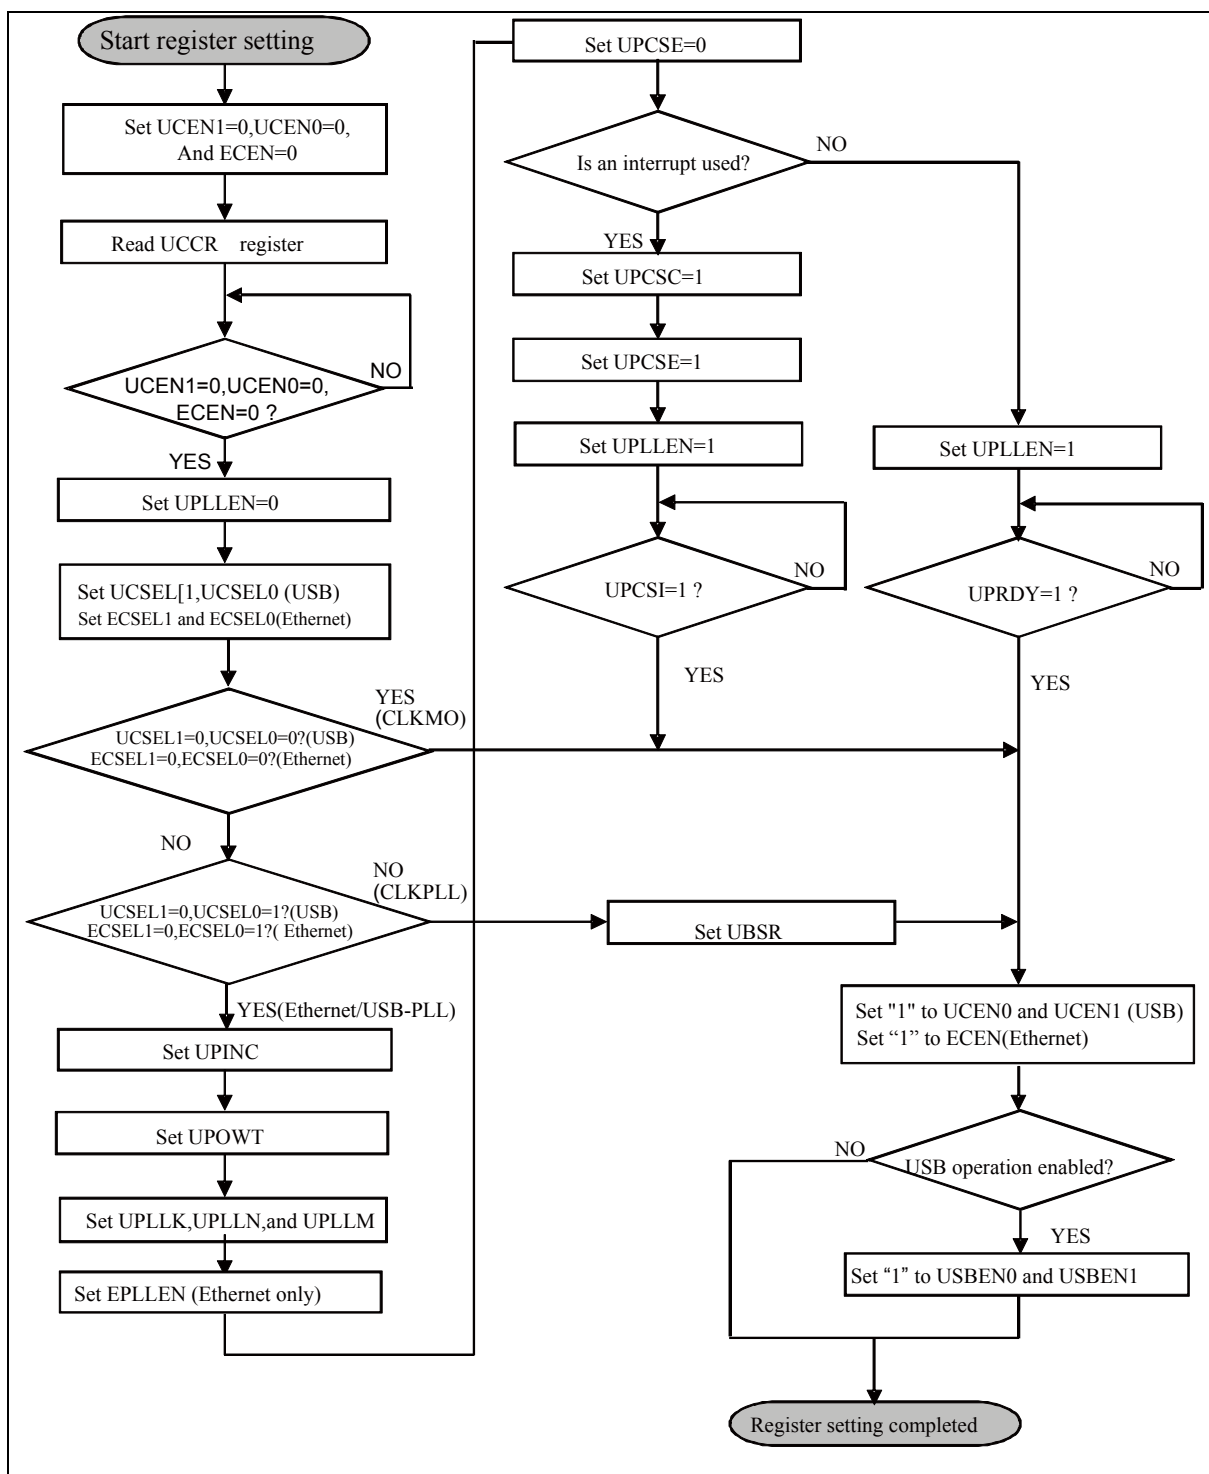 Start register setting
Set UCEN1=0,UCEN0=0,
And ECEN=0
Read UCCR register
NO
UCEN1=0,UCEN0=0,
ECEN=0 ?
YES
Set UPLLEN=0
Set UCSEL[1,UCSEL0 (USB)
Set ECSEL1 and ECSEL0(Ethernet)
YES
(CLKMO)
UCSEL1=0,UCSEL0=0?(USB)
ECSEL1=0,ECSEL0=0?(Ethernet)
NO
NO
(CLKPLL)
UCSEL1=0,UCSEL0=1?(USB)
ECSEL1=0,ECSEL0=1?( Ethernet)
YES(Ethernet/USB-PLL)
Set UPINC
Set UPOWT
Set UPLLK,UPLLN,and UPLLM
Set EPLLEN (Ethernet only)
Set UPCSE=0
Is an interrupt used?
NO
YES
Set UPCSC=1
Set UPCSE=1
Set UPLLEN=1
NO
UPCSI=1 ?
YES
Set UPLLEN=1
NO
UPRDY=1 ?
YES
Set UBSR
Set "1" to UCEN0 and UCEN1 (USB)
Set “1” to ECEN(Ethernet)
NO
USB operation enabled?
YES
Set “1” to USBEN0 and USBEN1
Register setting completed